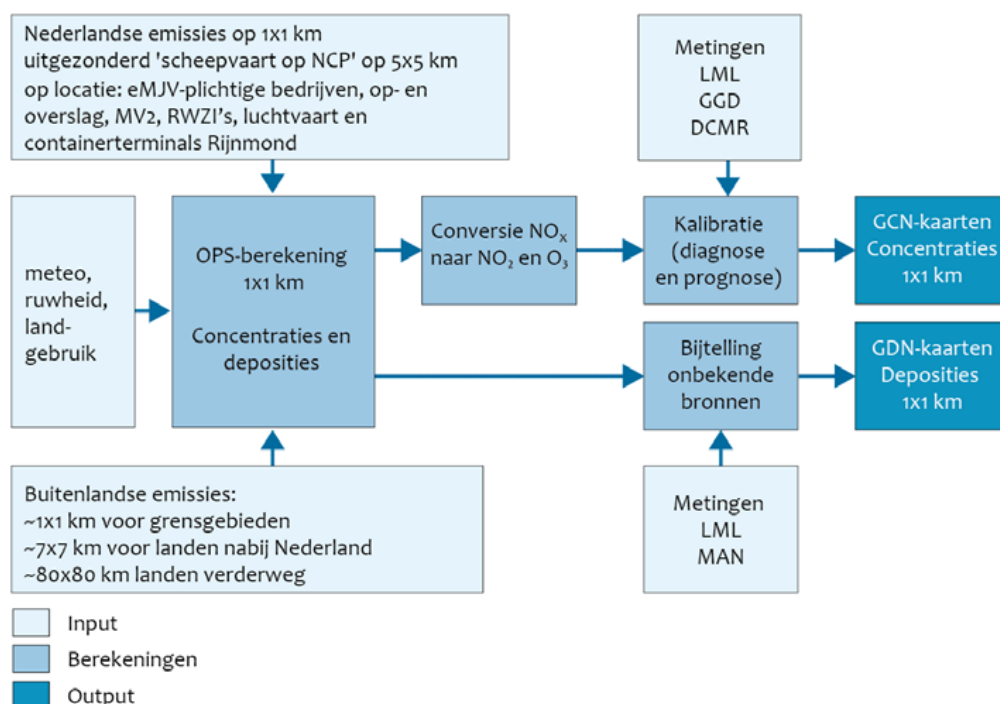 Nederlandse emissies op 1x1 km
uitgezonderd 'scheepvaart op NCP' op 5x5 km
op locatie: eMJV-plichtige bedrijven, op- en
overslag, MV2, RWZI's, luchtvaart en
containerterminals Rijnmond
Metingen
LML
GGD
DCMR
meteo,
ruwheid,
land-
gebruik
OPS-berekening
1x1 km
Concentraties en
deposities
Conversie NOx
naar NO₂ en O₃
Kalibratie
(diagnose
en prognose)
GCN-kaarten
Concentraties
1x1 km
Bijtelling
onbekende
bronnen
GDN-kaarten
Deposities
1x1 km
Buitenlandse emissies:
~1x1 km voor grensgebieden
~7x7 km voor landen nabij Nederland
~80x80 km landen verderweg
Metingen
LML
MAN
Input
Berekeningen
Output